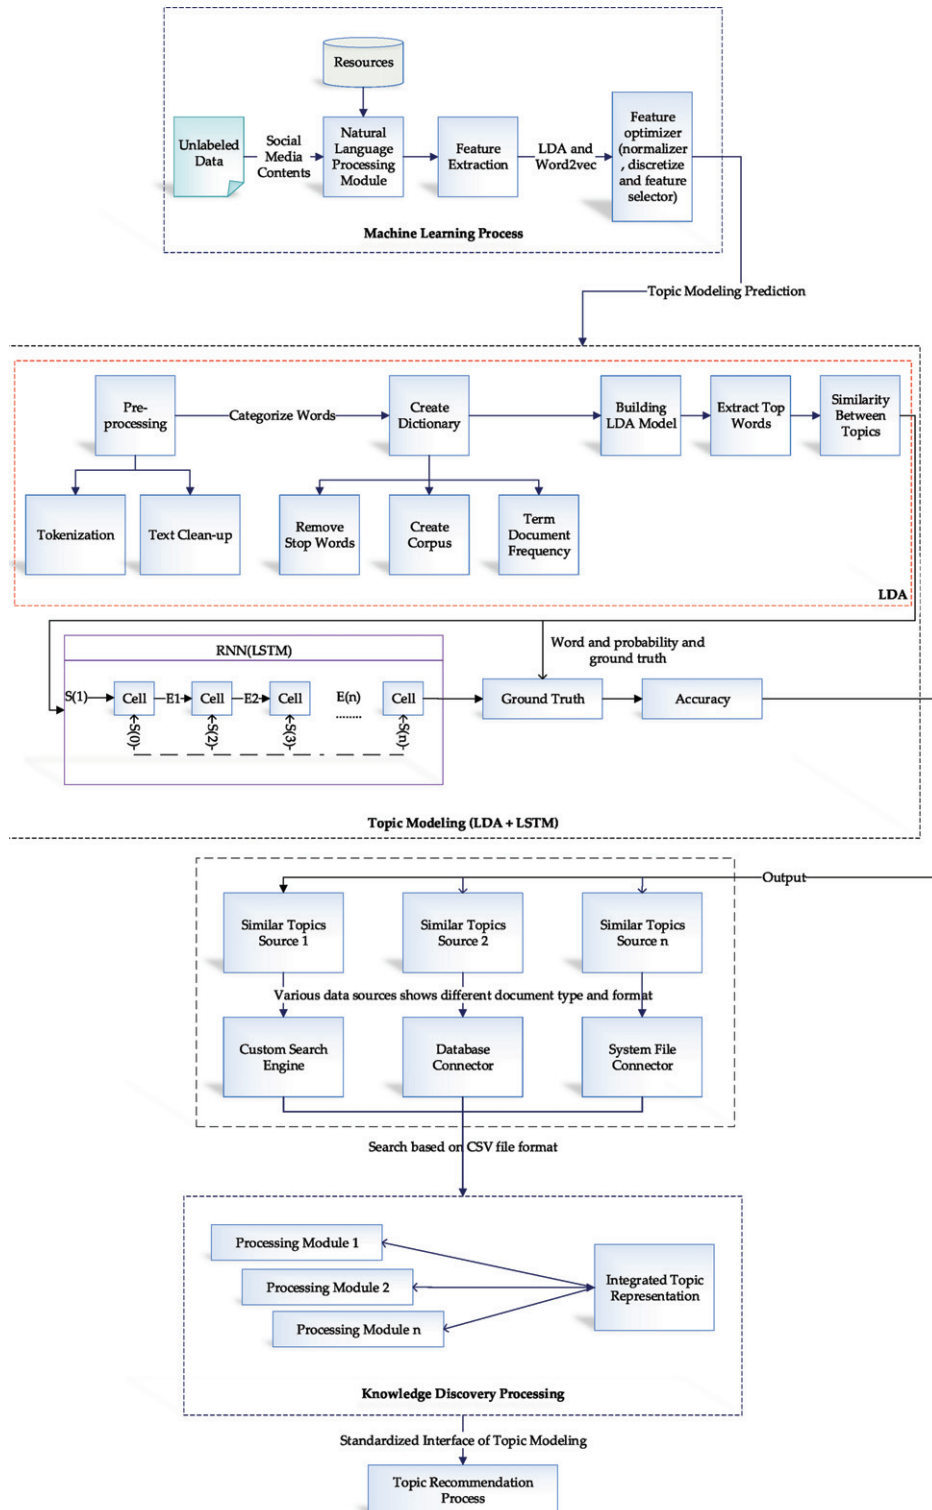 Resources
Unlabeled
Data
Social
Media
Contents
Natural
Language
Processing
Module
Feature
Extraction
LDA and
Word2vec
Feature
optimizer
(normalizer
, discretize
and feature
selector)
Machine Learning Process
Topic Modeling Prediction
Pre-
processing
Categorize Words
Create
Dictionary
Building
LDA Model
Extract Top
Words
Similarity
Between
Topics
Tokenization
Text Clean-up
Remove
Stop Words
Create
Corpus
Term
Document
Frequency
LDA
Word and probability and
ground truth
RNN(LSTM)
S(1)
Cell
E1
Cell
E2
Cell
E(n)
........
Cell
S(0)
S(2)
S(3)
S(n)
Ground Truth
Accuracy
Topic Modeling (LDA + LSTM)
Output
Similar Topics
Source 1
Similar Topics
Source 2
Similar Topics
Source n
Various data sources shows different document type and format
Custom Search
Engine
Database
Connector
System File
Connector
Search based on CSV file format
Processing Module 1
Processing Module 2
Processing Module n
Integrated Topic
Representation
Knowledge Discovery Processing
Standardized Interface of Topic Modeling
Topic Recommendation
Process